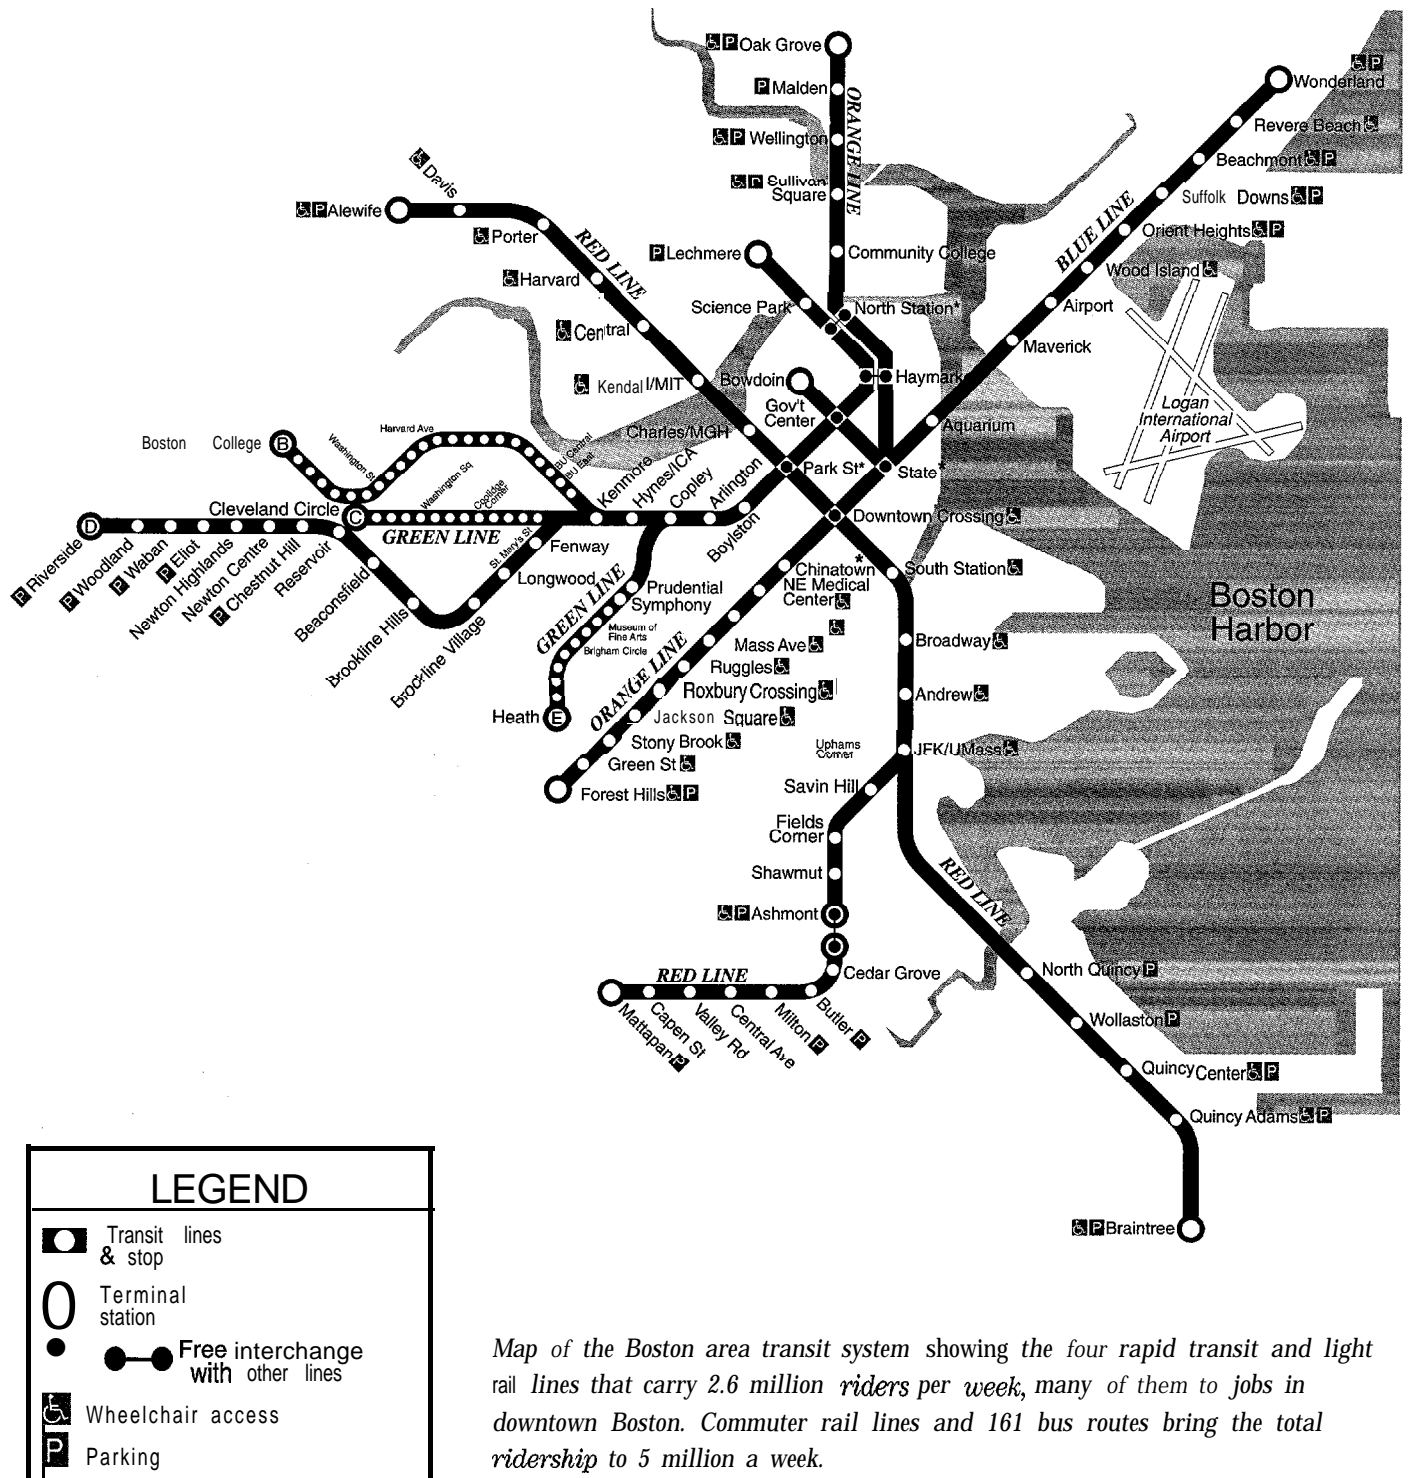 Oak Grove
Malden
Wellington
Sullivan
Square
ORANGE LINE
Community College
Wonderland
Revere Beach
Beachmont
Suffolk Downs
Orient Heights
Wood Island
BLUE LINE
Airport
Maverick
Aquarium
Logan
International
Airport
Davis
Alewife
Porter
RED LINE
Harvard
Central
Kendall/MIT
Charles/MGH
Lechmere
Science Park
North Station*
Haymark
Bowdoin
Gov't
Center
Park St*
State*
Downtown Crossing
Boston College
B
Washington St
Harvard Ave
BU Central
BU East
Washington Sq
Coolidge
Corner
St. Mery's St
Cleveland Circle
C
GREEN LINE
Kenmore
Hynes/ICA
Copley
Arlington
Boylston
D
Riverside
Woodland
Waban
Eliot
Newton Highlands
Newton Centre
Chestnut Hill
Reservoir
Beaconsfield
Brookline Hills
Brookline Village
Longwood
Fenway
GREEN LINE
Prudential
Symphony
Museum of
Fine Arts
Brigham Circle
Heath
E
ORANGE LINE
*
Chinatown
NE Medical
Center
Mass Ave
Ruggles
Roxbury Crossing
Jackson Square
Stony Brook
Green St
Forest Hills
South Station
Broadway
Andrew
JFK/UMass
Uphams
Corner
Savin Hill
Fields
Corner
Shawmut
Ashmont
Cedar Grove
RED LINE
Mattapan
Capen St
Valley Rd
Central Ave
Milton
Butler
RED LINE
North Quincy
Wollaston
Quincy Center
Quincy Adams
Braintree
Boston
Harbor
LEGEND
Transit lines
& stop
Terminal
station
Free interchange
with other lines
Wheelchair access
P Parking
Map of the Boston area transit system showing the four rapid transit and light
rail lines that carry 2.6 million riders per week, many of them to jobs in
downtown Boston. Commuter rail lines and 161 bus routes bring the total
ridership to 5 million a week.